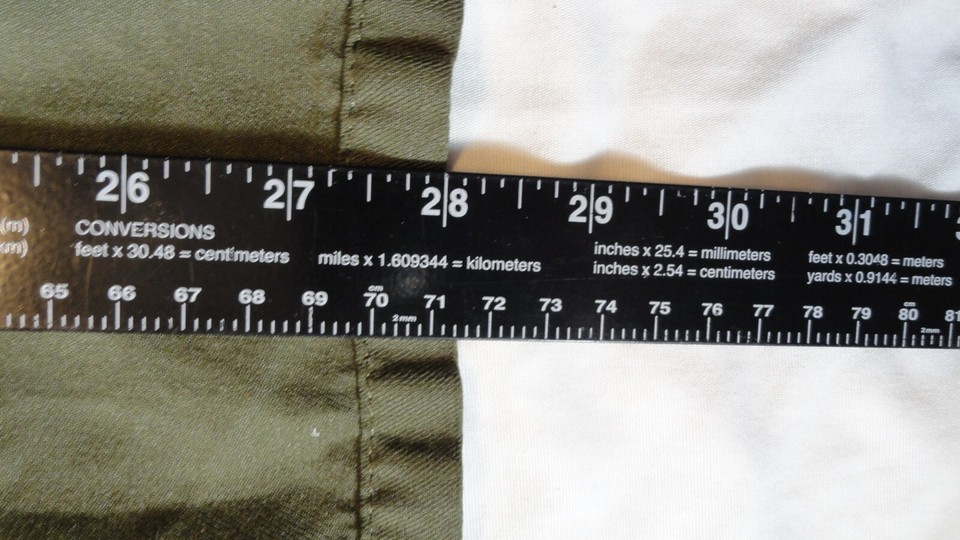 26 27 28 29 30 31
(m) CONVERSIONS
feet x 30.48 = centimeters
miles x 1.609344 = kilometers
inches x 25.4 = millimeters
inches x 2.54 = centimeters
feet x 0.3048 = meters
yards x 0.9144 = meters
cm cm
65 66 67 68 69 70 71 72 73 74 75 76 77 78 79 80 81
2mm 2mm